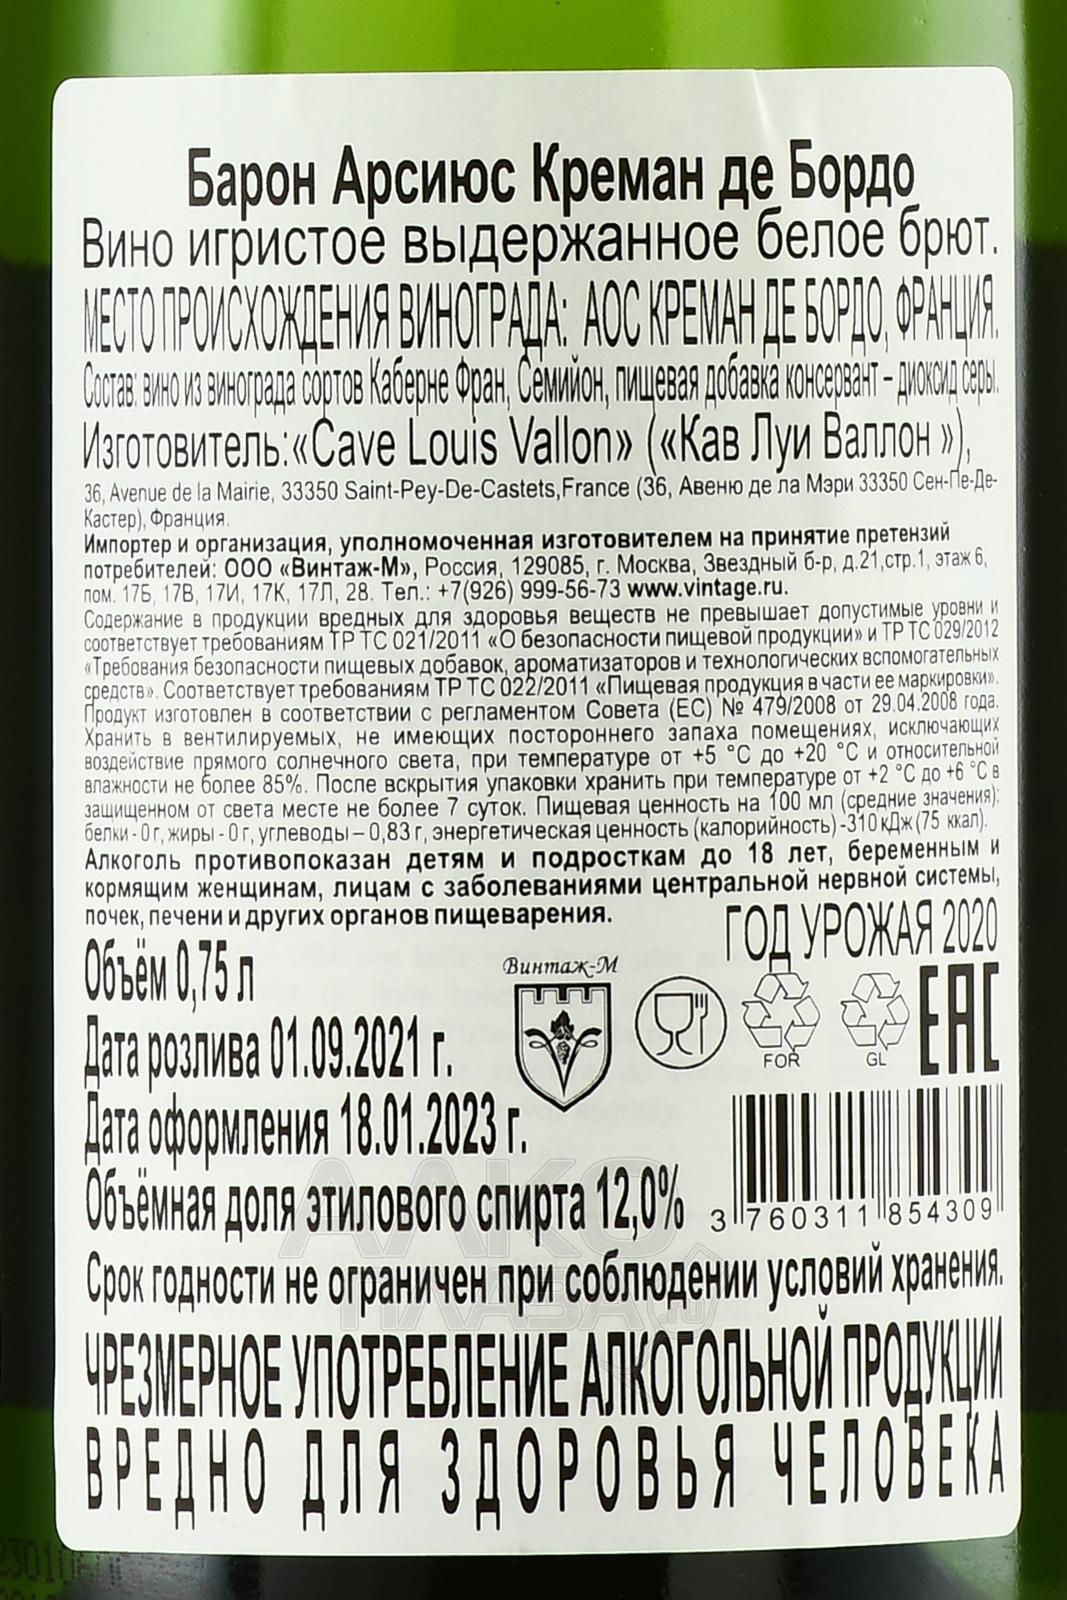 Барон Арсиюс Креман де Бордо
Вино игристое выдержанное белое брют.
МЕСТО ПРОИСХОЖДЕНИЯ ВИНОГРАДА: АОС КРЕМАН ДЕ БОРДО, ФРАНЦИЯ.
Состав: вино из винограда сортов Каберне Фран, Семийон, пищевая добавка консервант – диоксид серы.
Изготовитель:«Cave Louis Vallon» («Кав Луи Валлон »),
36, Avenue de la Mairie, 33350 Saint-Pey-De-Castets,France (36, Авеню де ла Мэри 33350 Сен-Пе-Де-
Кастер), Франция.
Импортер и организация, уполномоченная изготовителем на принятие претензий
потребителей: ООО «Винтаж-М», Россия, 129085, г. Москва, Звездный б-р, д.21,стр.1, этаж 6,
пом. 17Б, 17В, 17И, 17К, 17Л, 28. Тел.: +7(926) 999-56-73 www.vintage.ru.
Содержание в продукции вредных для здоровья веществ не превышает допустимые уровни и
соответствует требованиям ТР ТС 021/2011 «О безопасности пищевой продукции» и ТР ТС 029/2012
«Требования безопасности пищевых добавок, ароматизаторов и технологических вспомогательных
средств». Соответствует требованиям ТР ТС 022/2011 «Пищевая продукция в части ее маркировки».
Продукт изготовлен в соответствии с регламентом Совета (ЕС) № 479/2008 от 29.04.2008 года.
Хранить в вентилируемых, не имеющих постороннего запаха помещениях, исключающих
воздействие прямого солнечного света, при температуре от +5 °С до +20 °С и относительной
влажности не более 85%. После вскрытия упаковки хранить при температуре от +2 °С до +6 °С в
защищенном от света месте не более 7 суток. Пищевая ценность на 100 мл (средние значения):
белки - 0 г, жиры - 0 г, углеводы – 0,83 г, энергетическая ценность (калорийность) -310 кДж (75 ккал).
Алкоголь противопоказан детям и подросткам до 18 лет, беременным и
кормящим женщинам, лицам с заболеваниями центральной нервной системы,
почек, печени и других органов пищеварения.
ГОД УРОЖАЯ 2020
Объём 0,75 л
Винтаж-М
FOR
GL
EAC
Дата розлива 01.09.2021 г.
Дата оформления 18.01.2023 г.
Объёмная доля этилового спирта 12,0%
3 760311 854309
Срок годности не ограничен при соблюдении условий хранения.
ЧРЕЗМЕРНОЕ УПОТРЕБЛЕНИЕ АЛКОГОЛЬНОЙ ПРОДУКЦИИ
ВРЕДНО ДЛЯ ЗДОРОВЬЯ ЧЕЛОВЕКА
АЛКО
ПЛАЗА.ru